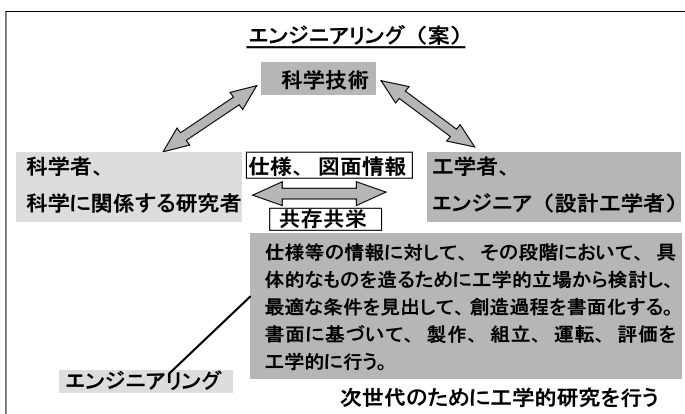 エンジニアリング（案）
科学技術
科学者、
科学に関係する研究者
仕様、図面情報
共存共栄
工学者、
エンジニア（設計工学者）
仕様等の情報に対して、その段階において、具
体的なものを造るために工学的立場から検討し、
最適な条件を見出して、創造過程を書面化する。
書面に基づいて、製作、組立、運転、評価を
工学的に行う。
エンジニアリング
次世代のために工学的研究を行う